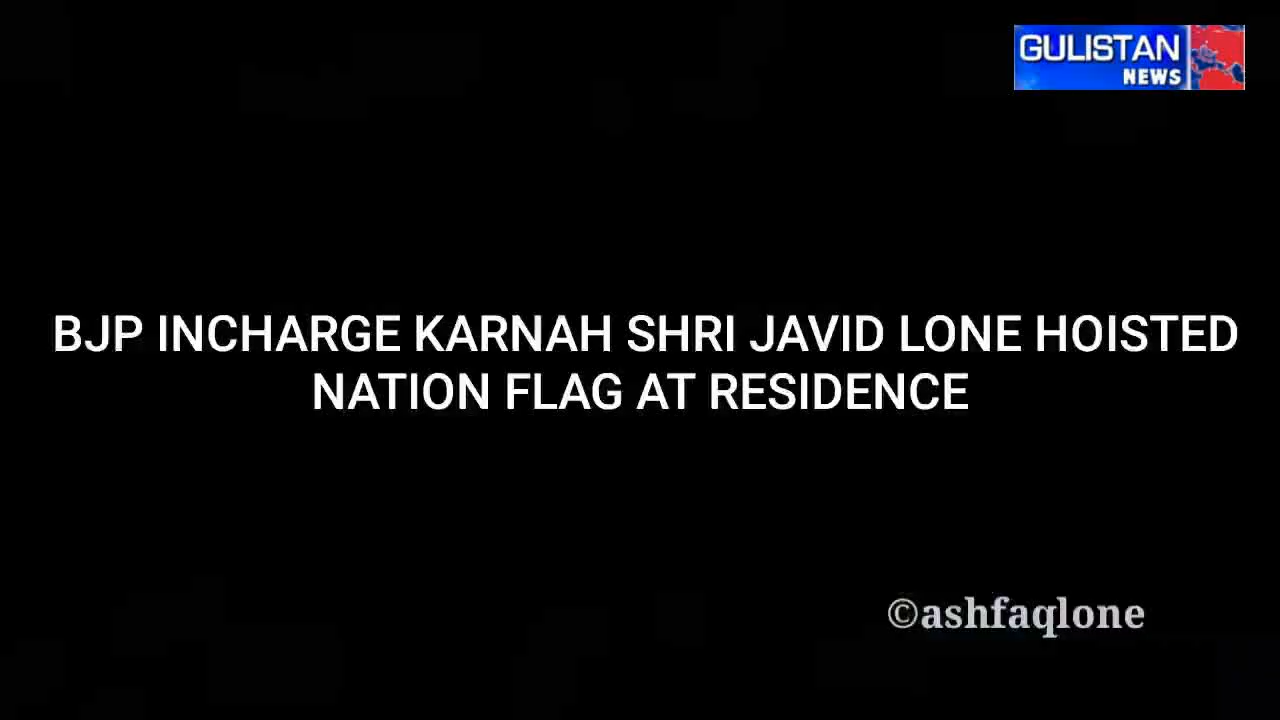 GULISTAN
NEWS
BJP INCHARGE KARNAH SHRI JAVID LONE HOISTED
NATION FLAG AT RESIDENCE
©ashfaqlone